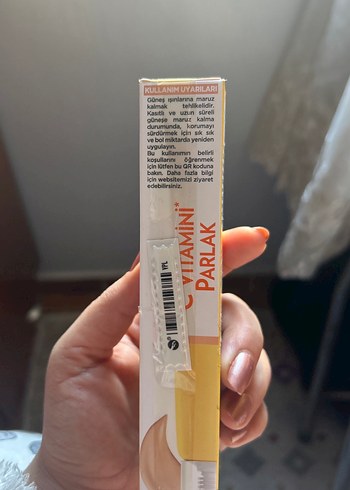 KULLANIM UYARILARI
Güneş ışınlarına maruz
kalmak tehlikelidir.
Kasıtlı ve uzun süreli
güneşe maruz kalma
durumunda, korumayı
sürdürmek için sık sık
ve bol miktarda yeniden
uygulayın.
Bu kullanımın belirli
koşullarını öğrenmek
için lütfen bu QR koduna
bakın. Daha fazla bilgi
için websitemizi ziyaret
edebilirsiniz.
C VİTAMİNİ*
PARLAK